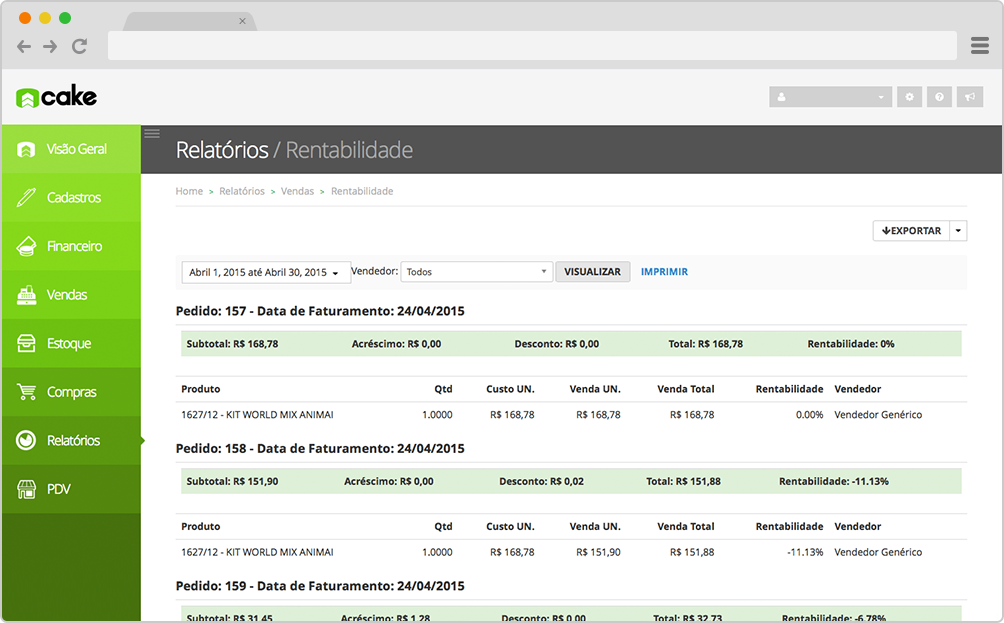 cake
Visão Geral
Cadastros
Financeiro
Vendas
Estoque
Compras
Relatórios
PDV
Relatórios / Rentabilidade
Home > Relatórios > Vendas > Rentabilidade
EXPORTAR
Abril 1, 2015 até Abril 30, 2015 Vendedor: Todos VISUALIZAR IMPRIMIR
Pedido: 157 - Data de Faturamento: 24/04/2015
Subtotal: R$ 168,78 Acréscimo: R$ 0,00 Desconto: R$ 0,00 Total: R$ 168,78 Rentabilidade: 0%
Produto Qtd Custo UN. Venda UN. Venda Total Rentabilidade Vendedor
1627/12 - KIT WORLD MIX ANIMAI 1.0000 R$ 168,78 R$ 168,78 R$ 168,78 0.00% Vendedor Genérico
Pedido: 158 - Data de Faturamento: 24/04/2015
Subtotal: R$ 151,90 Acréscimo: R$ 0,00 Desconto: R$ 0,02 Total: R$ 151,88 Rentabilidade: -11.13%
Produto Qtd Custo UN. Venda UN. Venda Total Rentabilidade Vendedor
1627/12 - KIT WORLD MIX ANIMAI 1.0000 R$ 168,78 R$ 151,90 R$ 151,88 -11.13% Vendedor Genérico
Pedido: 159 - Data de Faturamento: 24/04/2015
Subtotal: R$ 31,45 Acréscimo: R$ 1,28 Desconto: R$ 0,00 Total: R$ 32,73 Rentabilidade: -6.78%